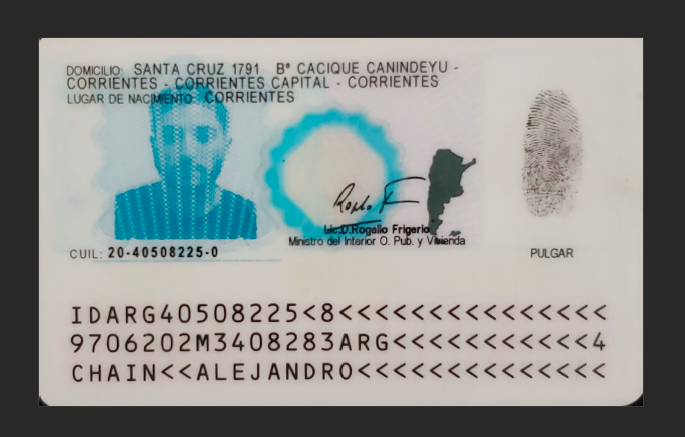 DOMICILIO: SANTA CRUZ 1791 Bº CACIQUE CANINDEYU -
CORRIENTES - CORRIENTES CAPITAL - CORRIENTES
LUGAR DE NACIMIENTO: CORRIENTES
Lic.D.Rogelio Frigerio
Ministro del Interior O. Pub. y Vivienda
CUIL: 20-40508225-0
PULGAR
IDARG40508225<8<<<<<<<<<<<<<<<
9706202M3408283ARG<<<<<<<<<<<4
CHAIN<<ALEJANDRO<<<<<<<<<<<<<<